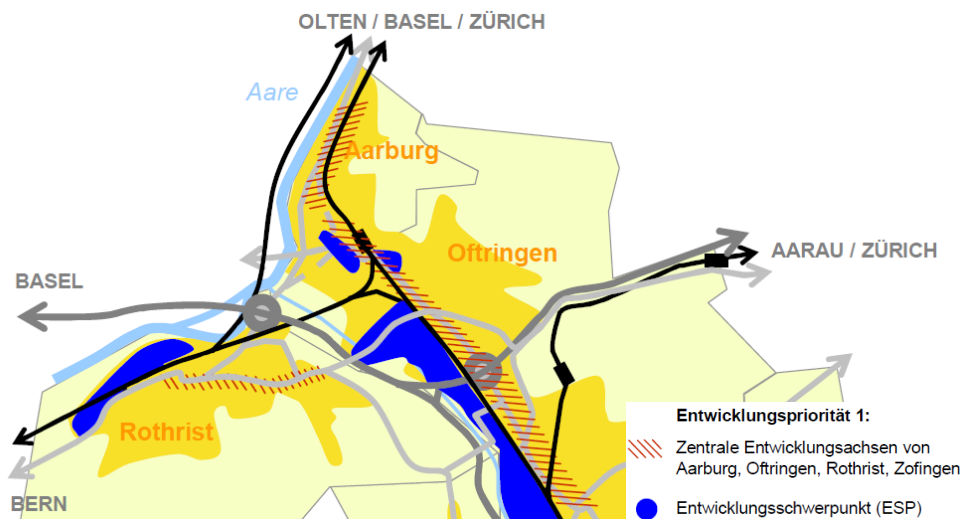 OLTEN / BASEL / ZÜRICH
Aare
Aarburg
Oftringen
AARAU / ZÜRICH
BASEL
Rothrist
BERN
Entwicklungspriorität 1:
Zentrale Entwicklungsachsen von
Aarburg, Oftringen, Rothrist, Zofingen
Entwicklungsschwerpunkt (ESP)